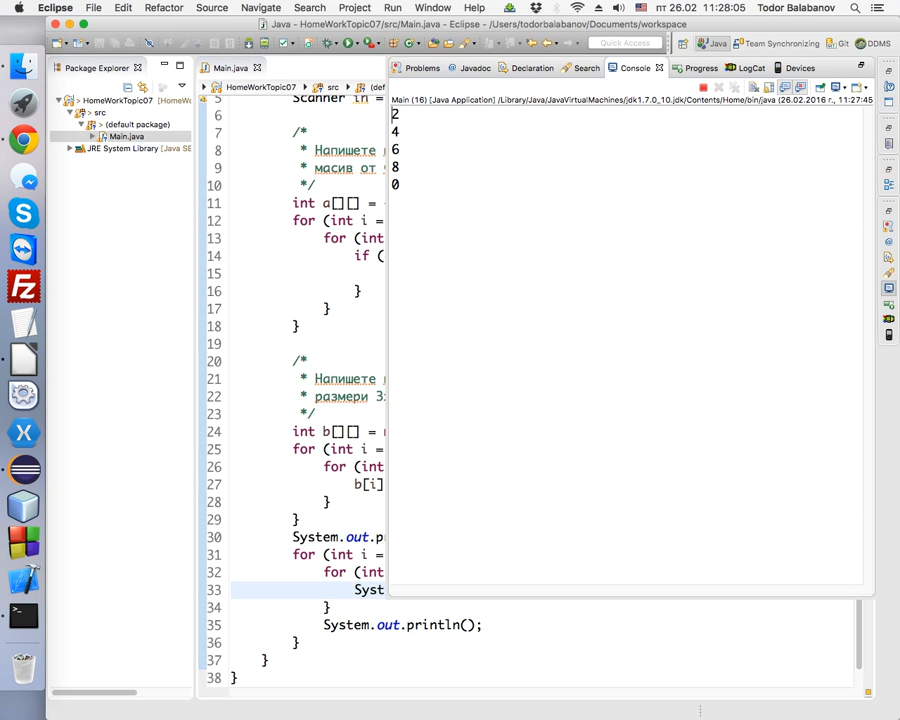 Eclipse File Edit Refactor Source Navigate Search Project Run Window Help 100% пт 26.02 11:28:05 Todor Balabanov
Java - HomeWorkTopic07/src/Main.java - Eclipse - /Users/todorbalabanov/Documents/workspace
Quick Access Java Team Synchronizing Git DDMS
Package Explorer
HomeWorkTopic07
src
(default package)
Main.java
JRE System Library [Java SE
Main.java
HomeWorkTopic07 src (def
5 Scanner in =
6
7 /*
8 * Напишете
9 * масив от
10 */
11 int a[][] =
12 for (int i =
13 for (int
14 if (
15
16 }
17 }
18 }
19
20 /*
21 * Напишете
22 * размери 3
23 */
24 int b[][] =
25 for (int i =
26 for (int
27 b[i]
28 }
29 }
30 System.out.p
31 for (int i =
32 for (int
33 Syst
34 }
35 System.out.println();
36 }
37 }
38 }
Problems Javadoc Declaration Search Console Progress LogCat Devices
Main (16) [Java Application] /Library/Java/JavaVirtualMachines/jdk1.7.0_10.jdk/Contents/Home/bin/java (26.02.2016 г., 11:27:45
2
4
6
8
0